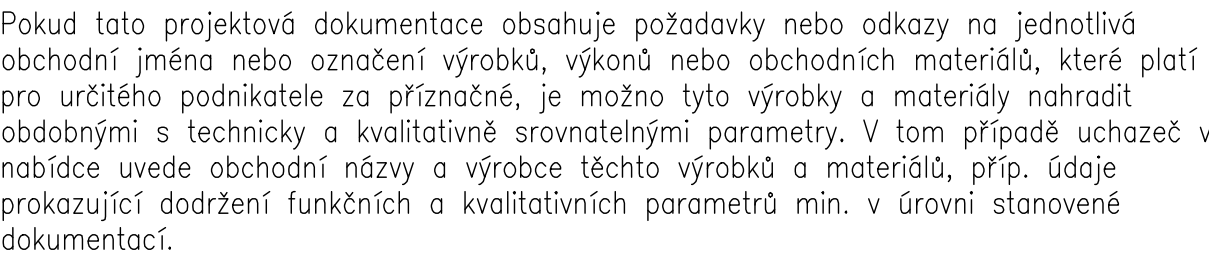 Pokud tato projektová dokumentace obsahuje požadavky nebo odkazy na jednotlivá
obchodní jména nebo označení výrobků, výkonů nebo obchodních materiálů, které platí
pro určitého podnikatele za příznačné, je možno tyto výrobky a materiály nahradit
obdobnými s technicky a kvalitativně srovnatelnými parametry. V tom případě uchazeč v
nabídce uvede obchodní názvy a výrobce těchto výrobků a materiálů, příp. údaje
prokazující dodržení funkčních a kvalitativních parametrů min. v úrovni stanovené
dokumentací.